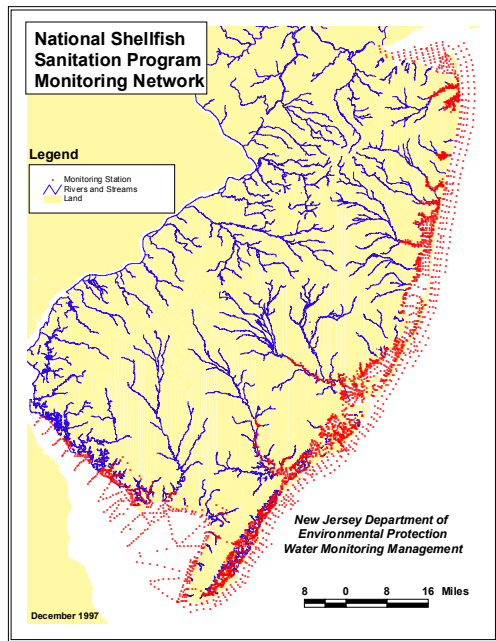 National Shellfish
Sanitation Program
Monitoring Network
Legend
Monitoring Station
Rivers and Streams
Land
New Jersey Department of
Environmental Protection
Water Monitoring Management
8 0 8 16 Miles
December 1997